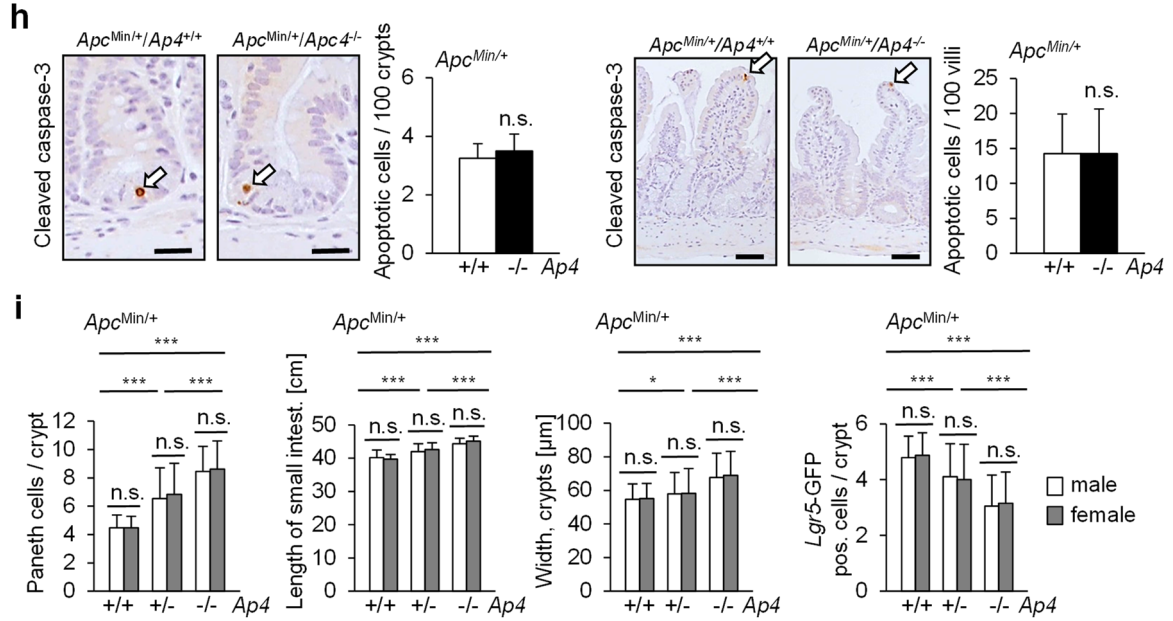 h
Apc^Min/+/Ap4^+/+
Apc^Min/+/Apc4^-/-
Cleaved caspase-3
Apoptotic cells / 100 crypts
Apc^Min/+
6
4
2
0
n.s.
+/+ -/- Ap4
Apc^Min/+/Ap4^+/+
Apc^Min/+/Ap4^-/-
Cleaved caspase-3
Apoptotic cells / 100 villi
Apc^Min/+
25
20
15
10
5
0
n.s.
+/+ -/- Ap4
i
Apc^Min/+
***
*** ***
Paneth cells / crypt
12
10
8
6
4
2
0
n.s. n.s. n.s.
+/+ +/- -/- Ap4
Apc^Min/+
***
*** ***
Length of small intest. [cm]
50
40
30
20
10
0
n.s. n.s. n.s.
+/+ +/- -/- Ap4
Apc^Min/+
***
* ***
Width, crypts [µm]
100
80
60
40
20
0
n.s. n.s. n.s.
+/+ +/- -/- Ap4
Apc^Min/+
***
*** ***
Lgr5-GFP
pos. cells / crypt
6
4
2
0
n.s. n.s. n.s.
+/+ +/- -/- Ap4
male
female